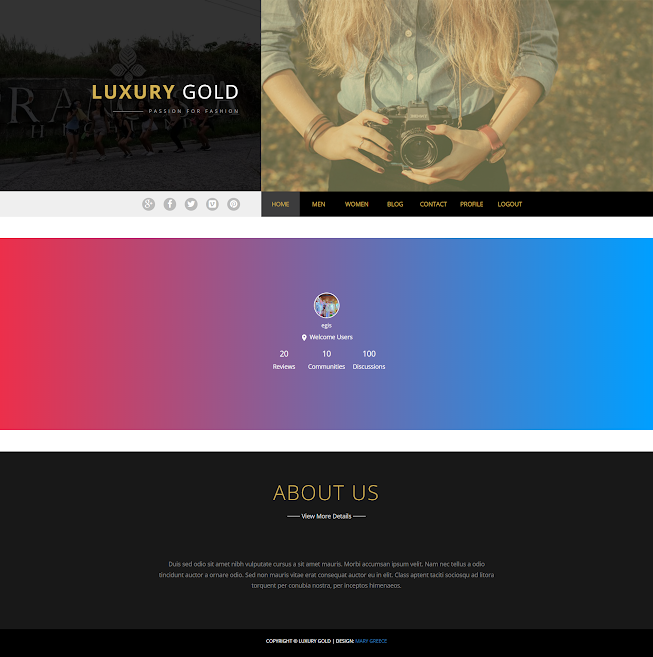 LUXURY GOLD
PASSION FOR FASHION
HOME MEN WOMEN BLOG CONTACT PROFILE LOGOUT
egis
Welcome Users
20 10 100
Reviews Communities Discussions
ABOUT US
View More Details
Duis sed odio sit amet nibh vulputate cursus a sit amet mauris. Morbi accumsan ipsum velit. Nam nec tellus a odio
tincidunt auctor a ornare odio. Sed non mauris vitae erat consequat auctor eu in elit. Class aptent taciti sociosqu ad litora
torquent per conubia nostra, per inceptos himenaeos.
COPYRIGHT © LUXURY GOLD | DESIGN: MARY GREECE